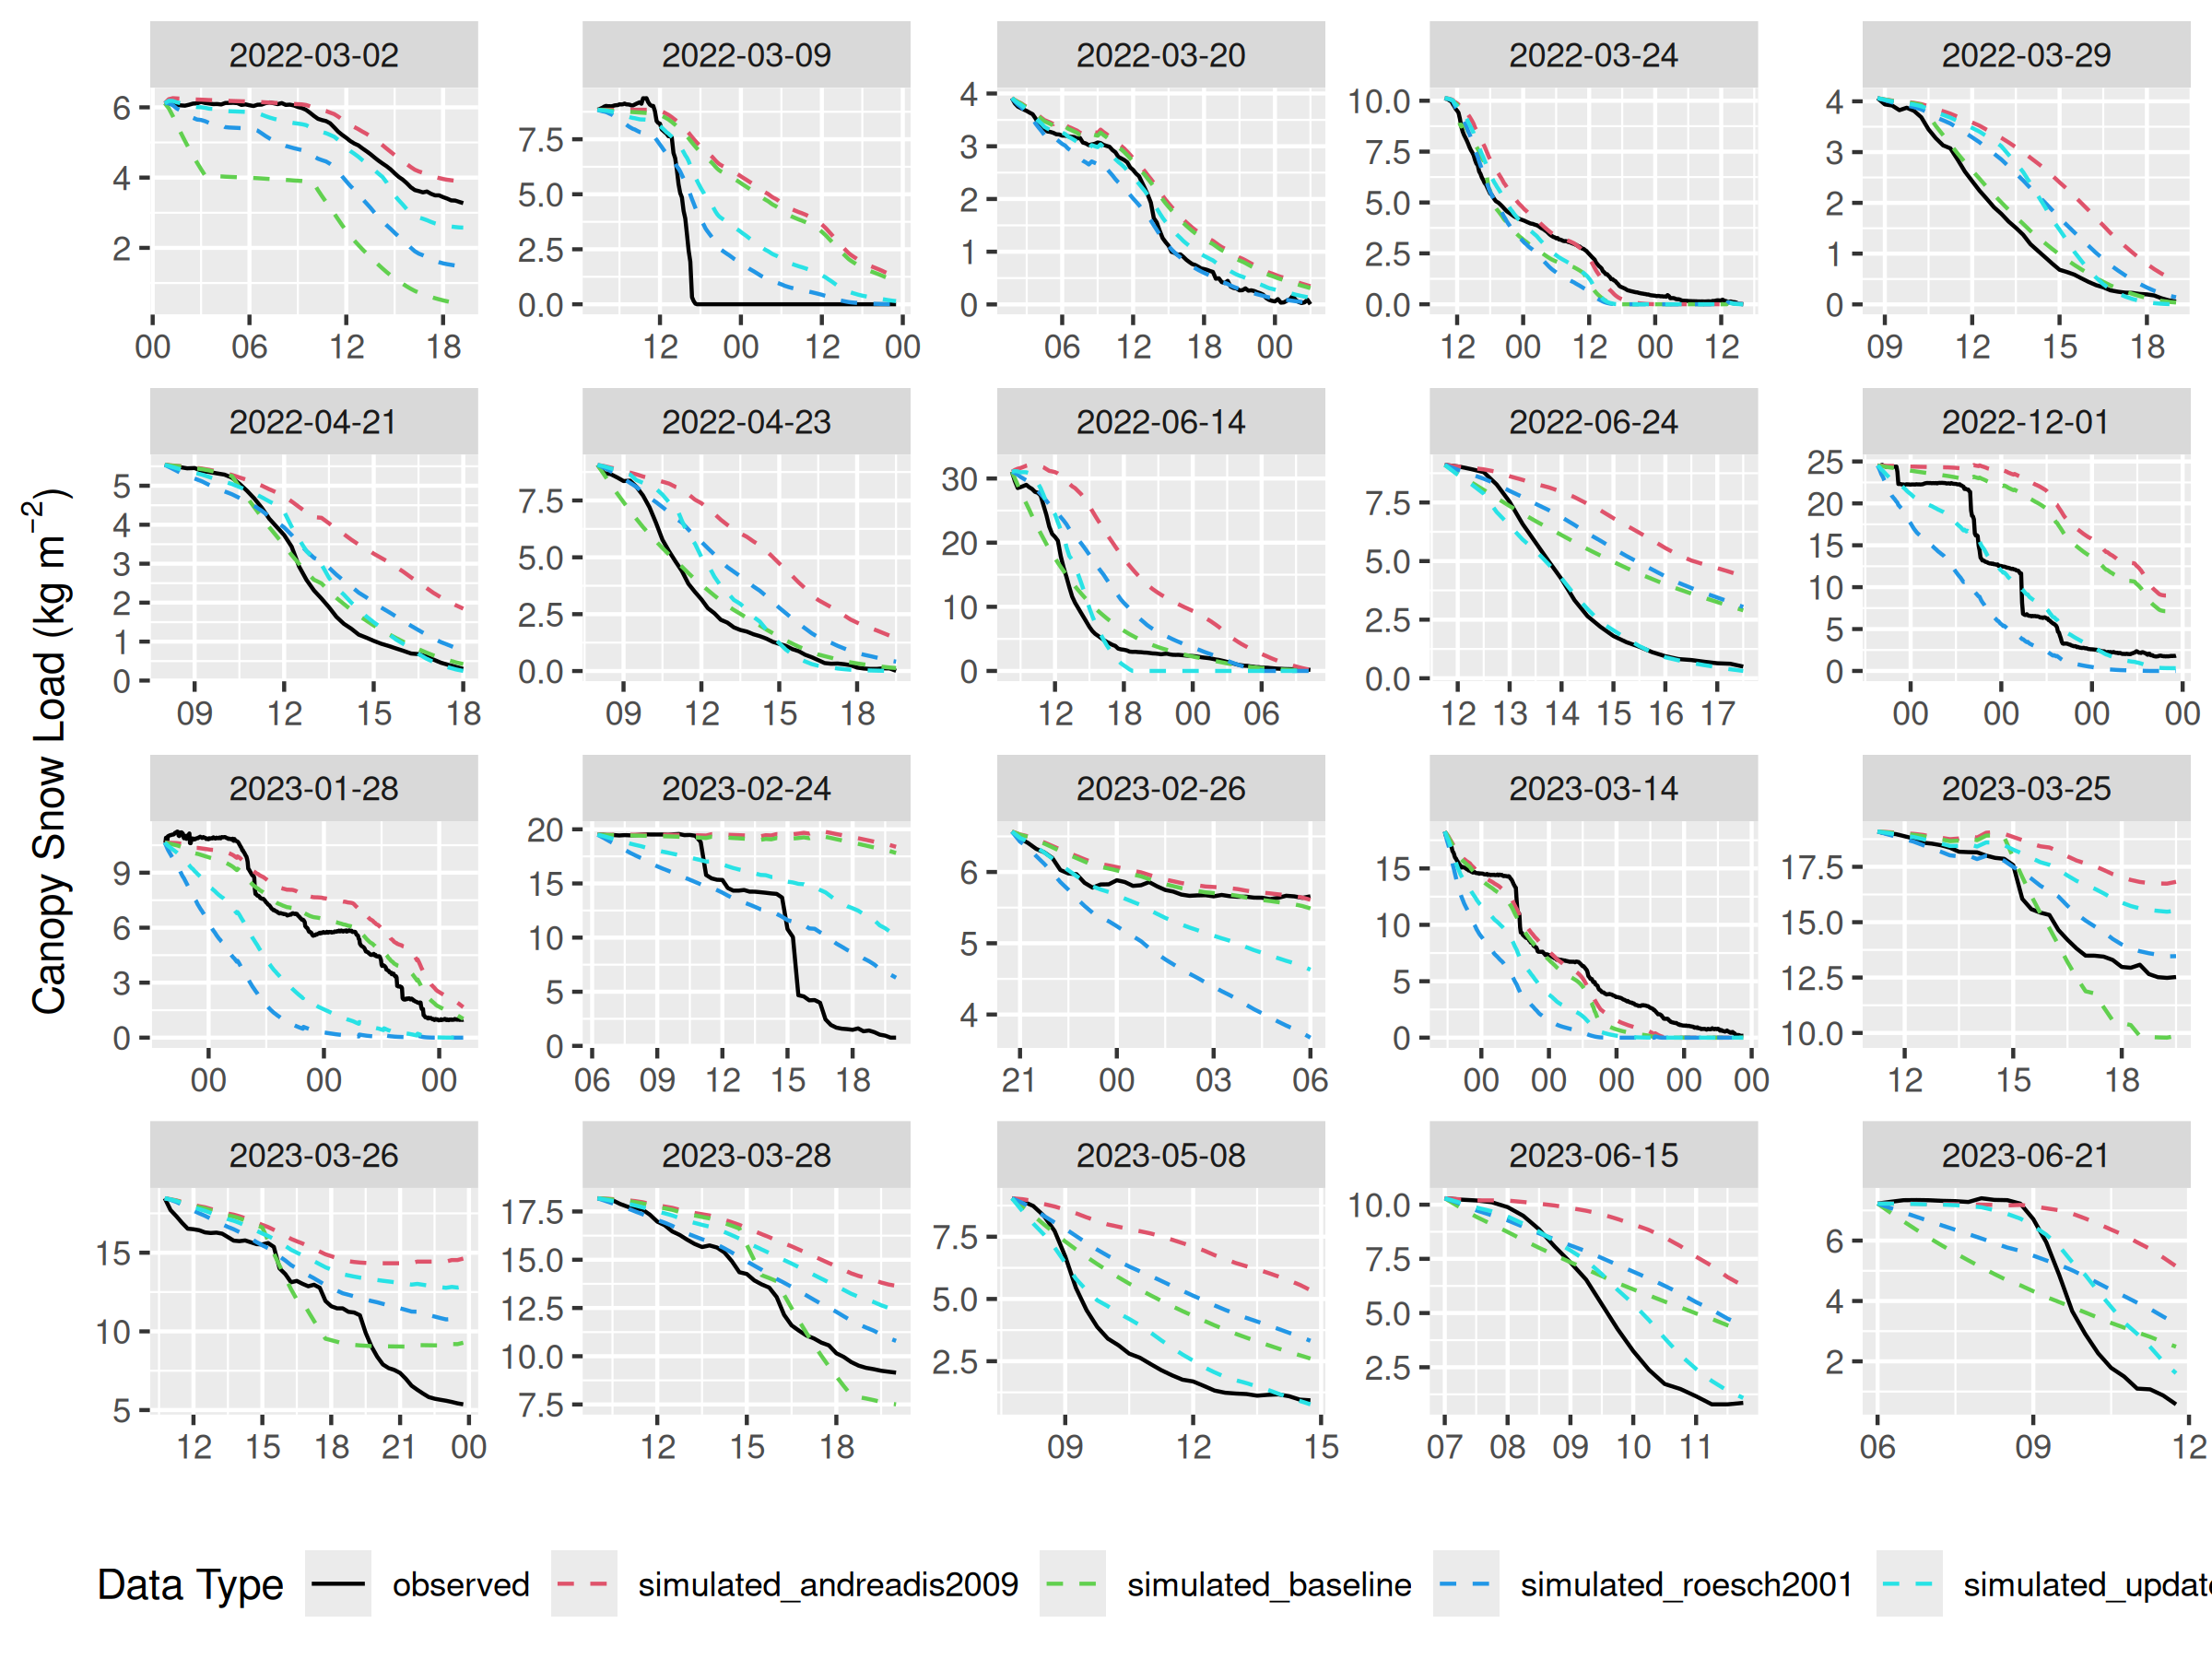 2022-03-02 2022-03-09 2022-03-20 2022-03-24 2022-03-29
6 4 2
7.5 5.0 2.5 0.0
4 3 2 1 0
10.0 7.5 5.0 2.5 0.0
4 3 2 1 0
00 06 12 18
12 00 12 00
06 12 18 00
12 00 12 00 12
09 12 15 18
2022-04-21 2022-04-23 2022-06-14 2022-06-24 2022-12-01
5 4 3 2 1 0
7.5 5.0 2.5 0.0
30 20 10 0
7.5 5.0 2.5 0.0
25 20 15 10 5 0
09 12 15 18
09 12 15 18
12 18 00 06
12 13 14 15 16 17
00 00 00 00
Canopy Snow Load (kg m−2)
2023-01-28 2023-02-24 2023-02-26 2023-03-14 2023-03-25
9 6 3 0
20 15 10 5 0
6 5 4
15 10 5 0
17.5 15.0 12.5 10.0
00 00 00
06 09 12 15 18
21 00 03 06
00 00 00 00 00
12 15 18
2023-03-26 2023-03-28 2023-05-08 2023-06-15 2023-06-21
15 10 5
17.5 15.0 12.5 10.0 7.5
7.5 5.0 2.5
10.0 7.5 5.0 2.5
6 4 2
12 15 18 21 00
12 15 18
09 12 15
07 08 09 10 11
06 09 12
Data Type observed simulated_andreadis2009 simulated_baseline simulated_roesch2001